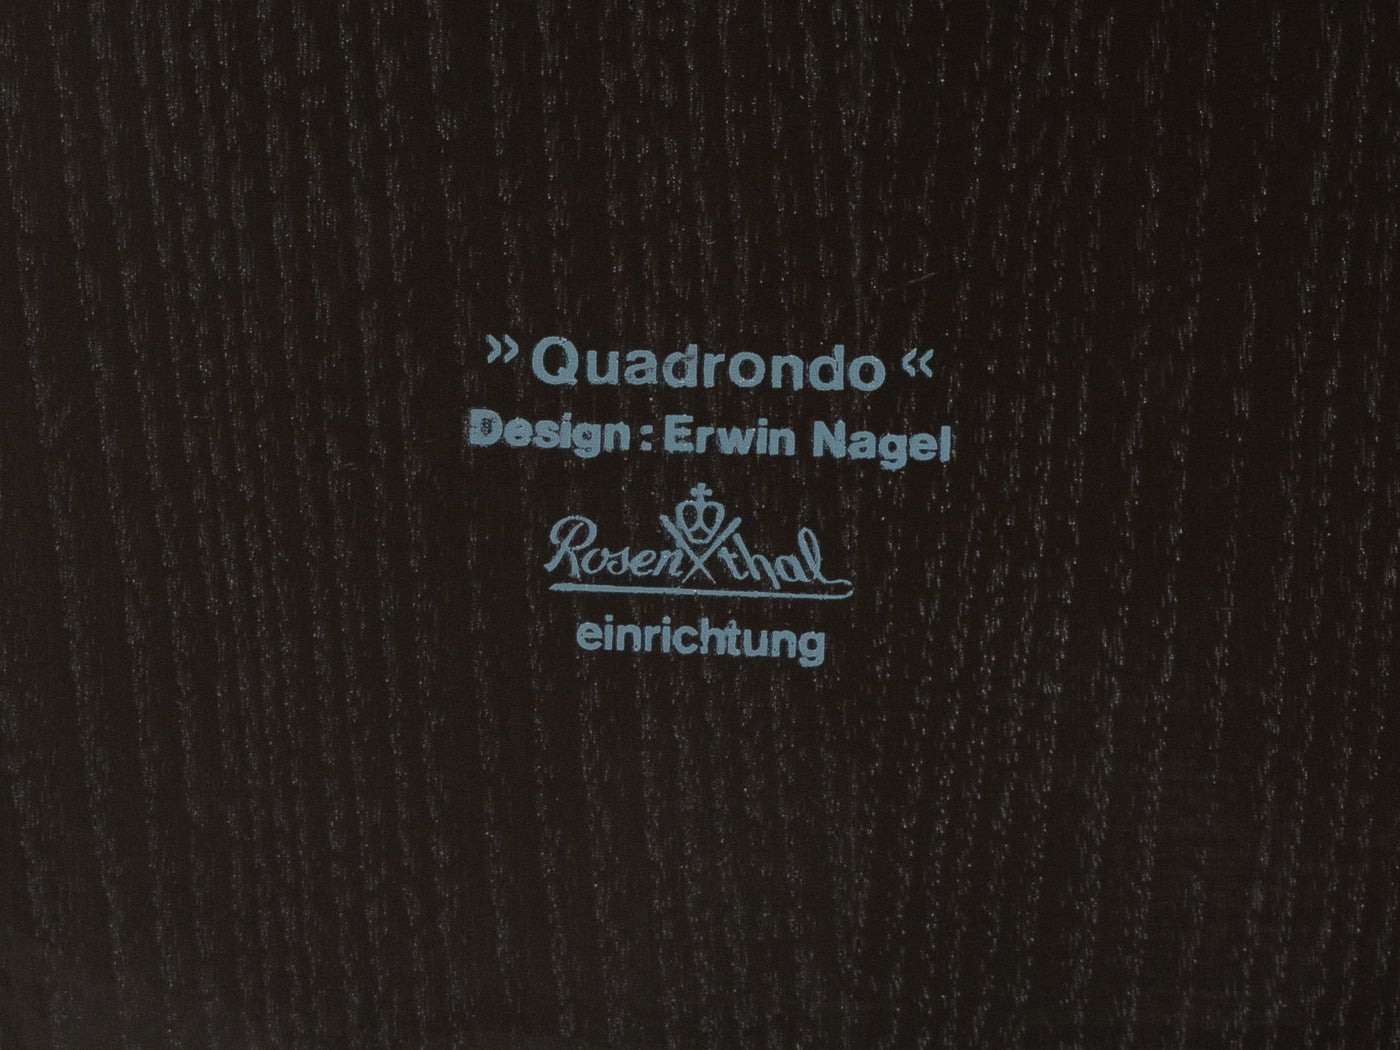 »Quadrondo«
Design: Erwin Nagel
Rosenthal
einrichtung